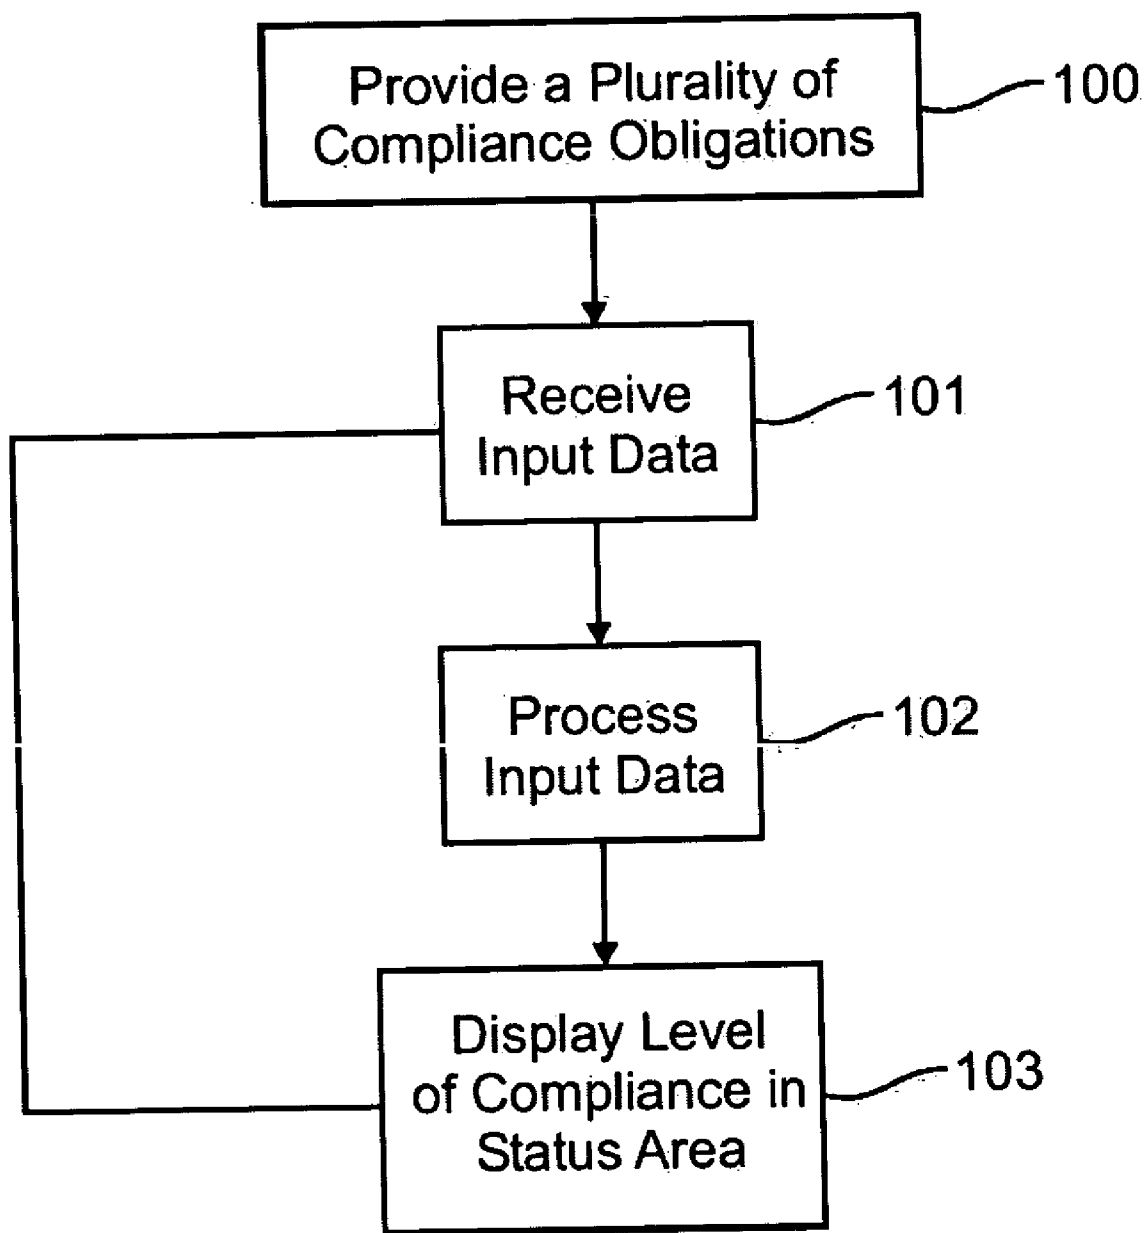 Provide a Plurality of
Compliance Obligations
100
Receive
Input Data
101
Process
Input Data
102
Display Level
of Compliance in
Status Area
103